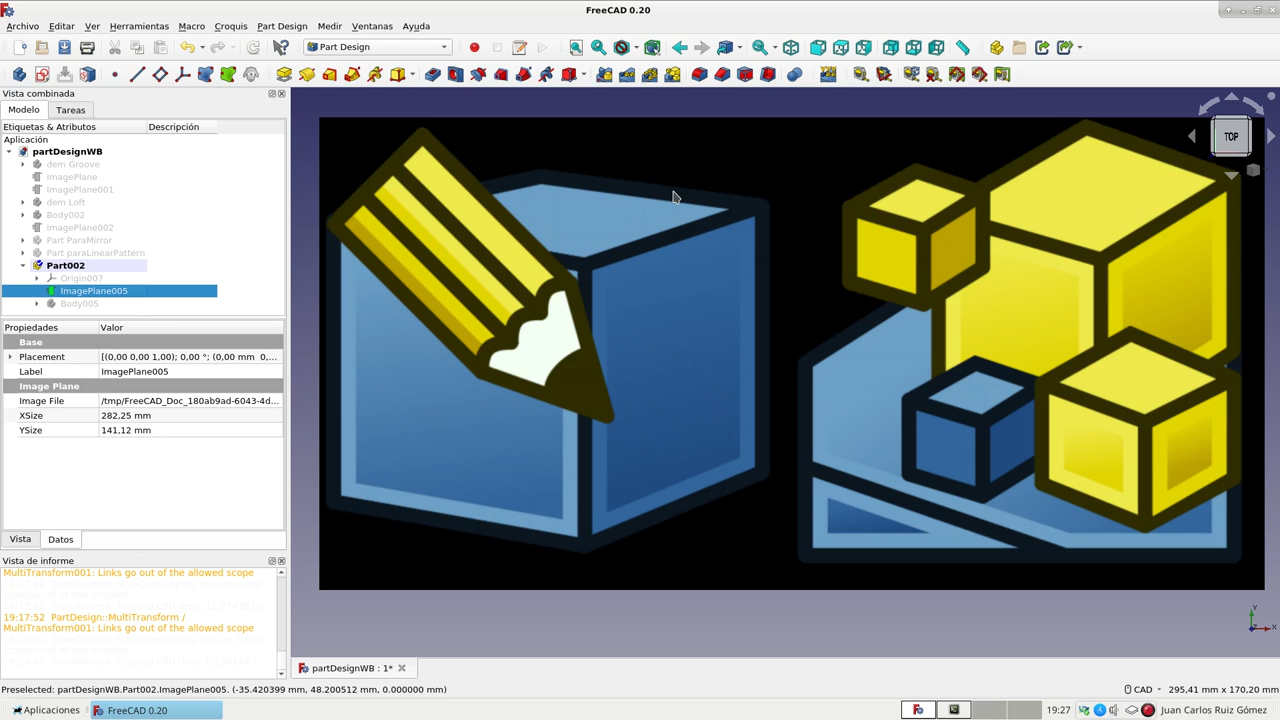 FreeCAD 0.20
Archivo Editar Ver Herramientas Macro Croquis Part Design Medir Ventanas Ayuda
Part Design
Vista combinada
Modelo Tareas
Etiquetas & Atributos Descripción
Aplicación
partDesignWB
dem Groove
ImagePlane
ImagePlane001
dem Loft
Body002
ImagePlane002
Part ParaMirror
Part paraLinearPattern
Part002
Origin007
ImagePlane005
Body005
Propiedades Valor
Base
Placement [(0,00 0,00 1,00); 0,00 °; (0,00 mm 0,...
Label ImagePlane005
Image Plane
Image File /tmp/FreeCAD_Doc_180ab9ad-6043-4d...
XSize 282,25 mm
YSize 141,12 mm
Vista Datos
Vista de informe
MultiTransform001: Links go out of the allowed scope
19:17:52 PartDesign::MultiTransform /
MultiTransform001: Links go out of the allowed scope
TOP
Y
X
partDesignWB : 1*
Preselected: partDesignWB.Part002.ImagePlane005. (-35.420399 mm, 48.200512 mm, 0.000000 mm)
CAD 295,41 mm x 170,20 mm
Aplicaciones FreeCAD 0.20 19:27 Juan Carlos Ruiz Gómez